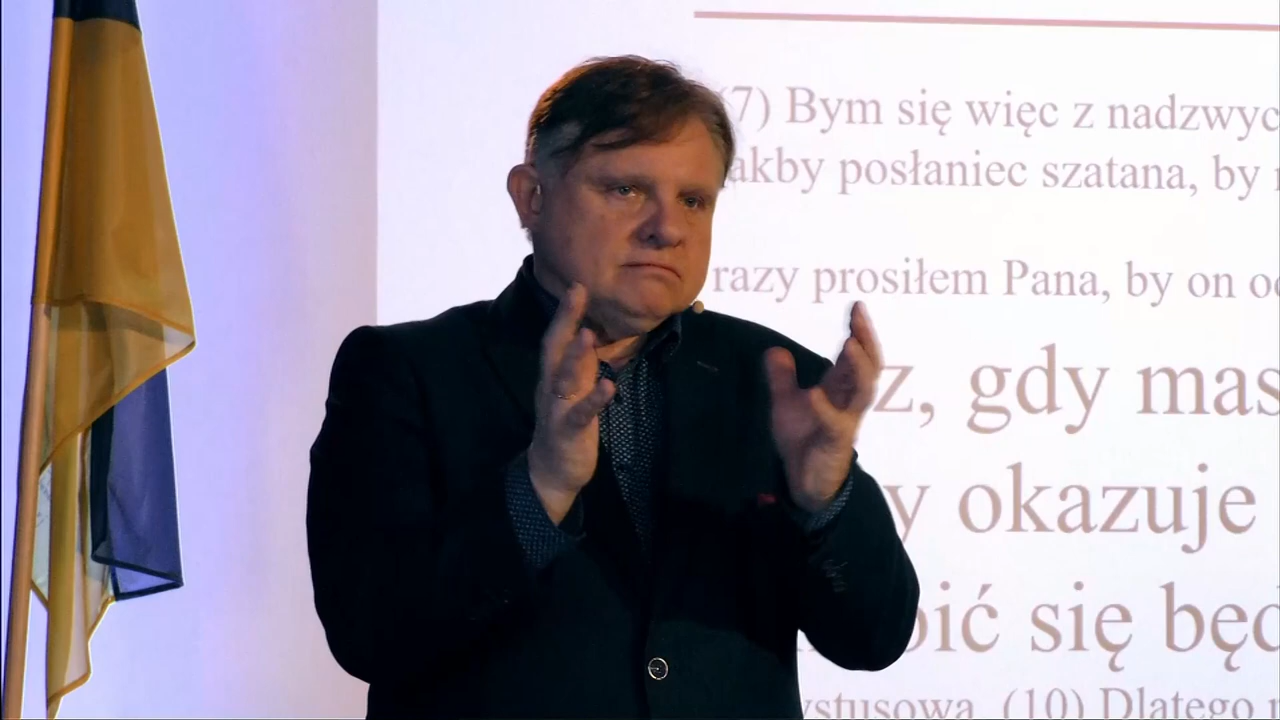 (7) Bym się więc z nadzwyc
akby posłaniec szatana, by
razy prosiłem Pana, by on
z, gdy mas
y okazuje
bić się będ
ystusowa. (10) Dlatego